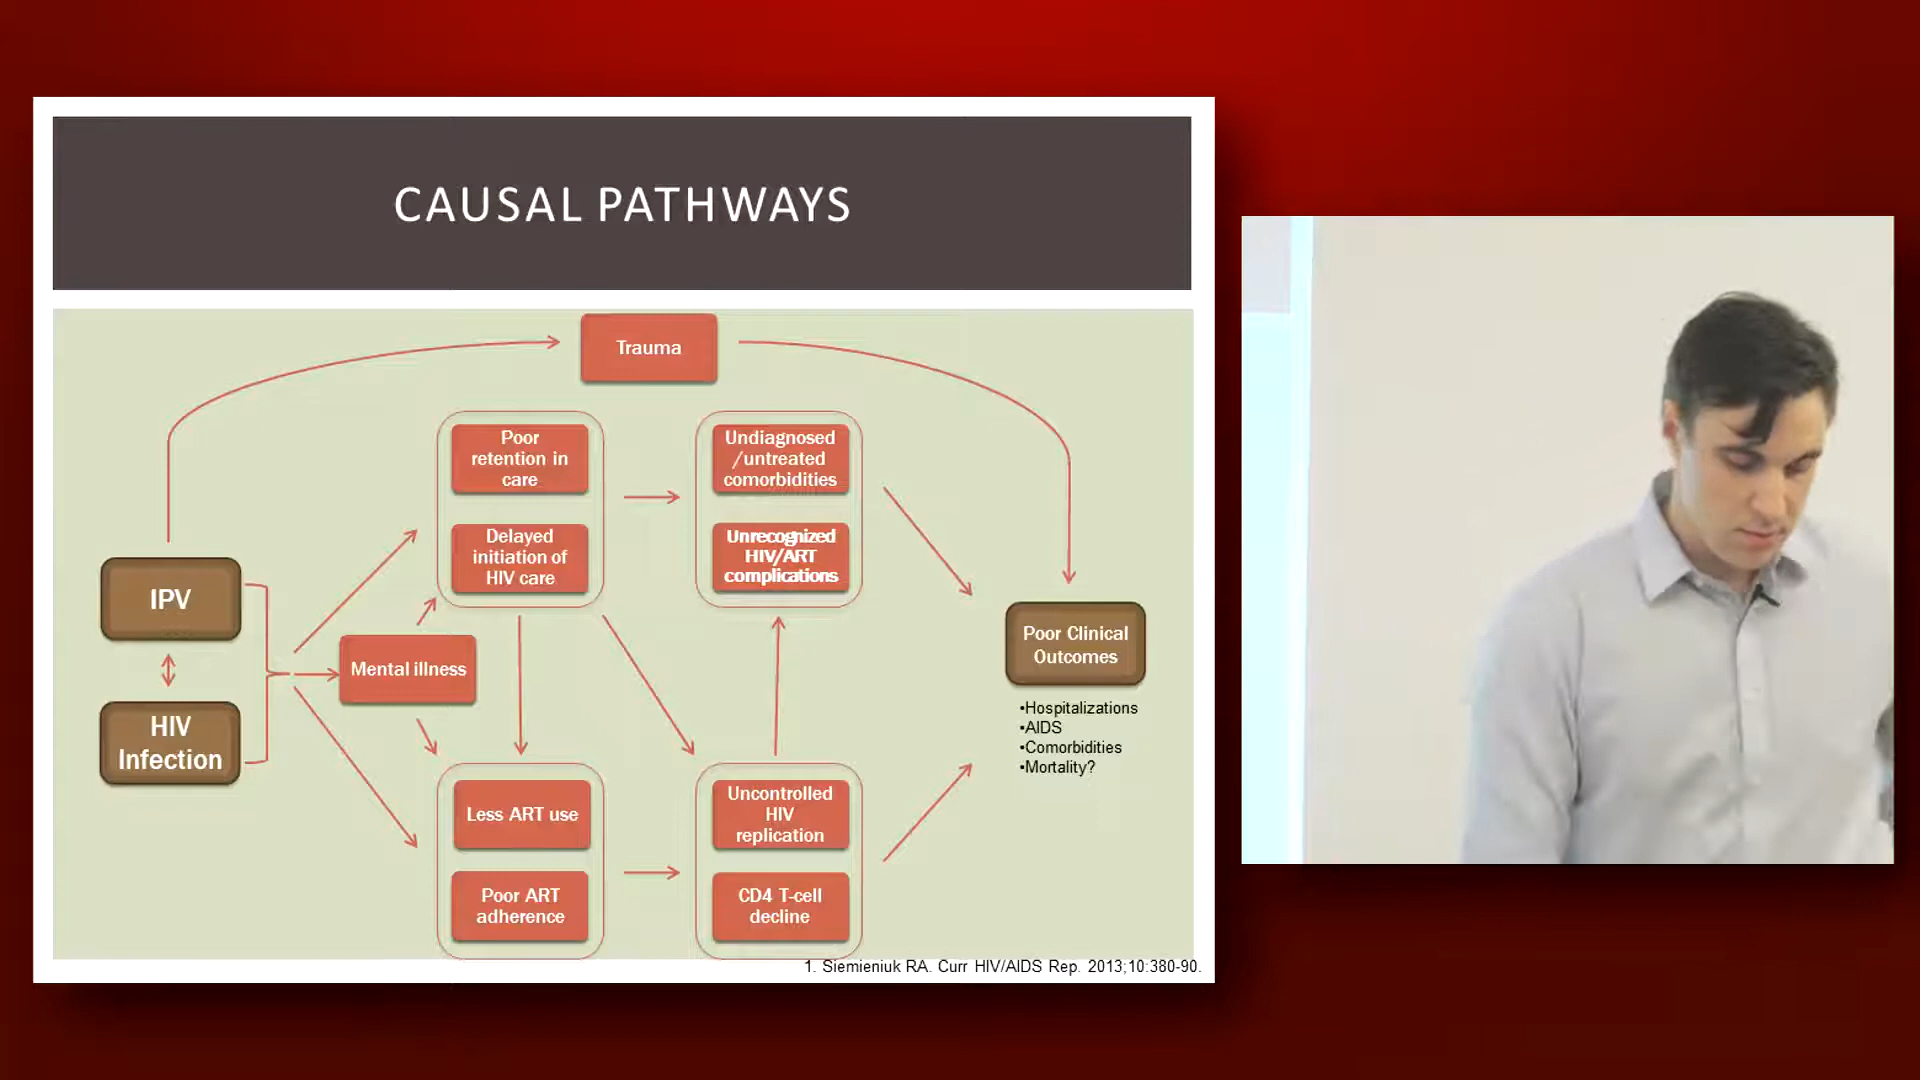 CAUSAL PATHWAYS
Trauma
Poor
retention in
care
Undiagnosed
/untreated
comorbidities
Delayed
initiation of
HIV care
Unrecognized
HIV/ART
complications
IPV
Mental illness
HIV
Infection
Poor Clinical
Outcomes
•Hospitalizations
•AIDS
•Comorbidities
•Mortality?
Less ART use
Uncontrolled
HIV
replication
Poor ART
adherence
CD4 T-cell
decline
1. Siemieniuk RA. Curr HIV/AIDS Rep. 2013;10:380-90.